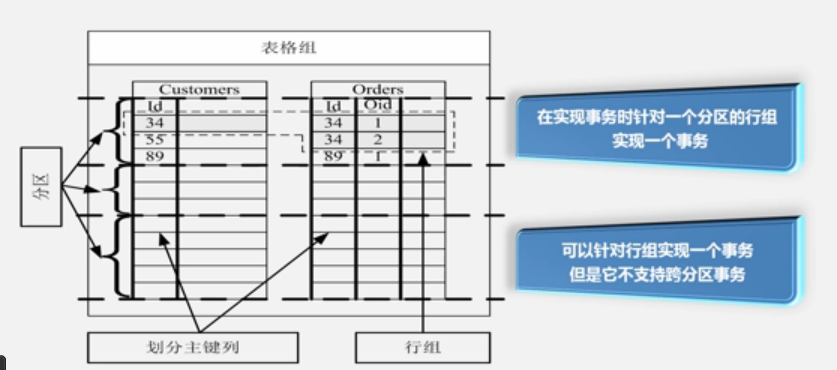 表格组
Customers
Orders
Id
Id Oid
34
34 1
55
34 2
89
89 1
分区
划分主键列
行组
在实现事务时针对一个分区的行组
实现一个事务
可以针对行组实现一个事务
但是它不支持跨分区事务